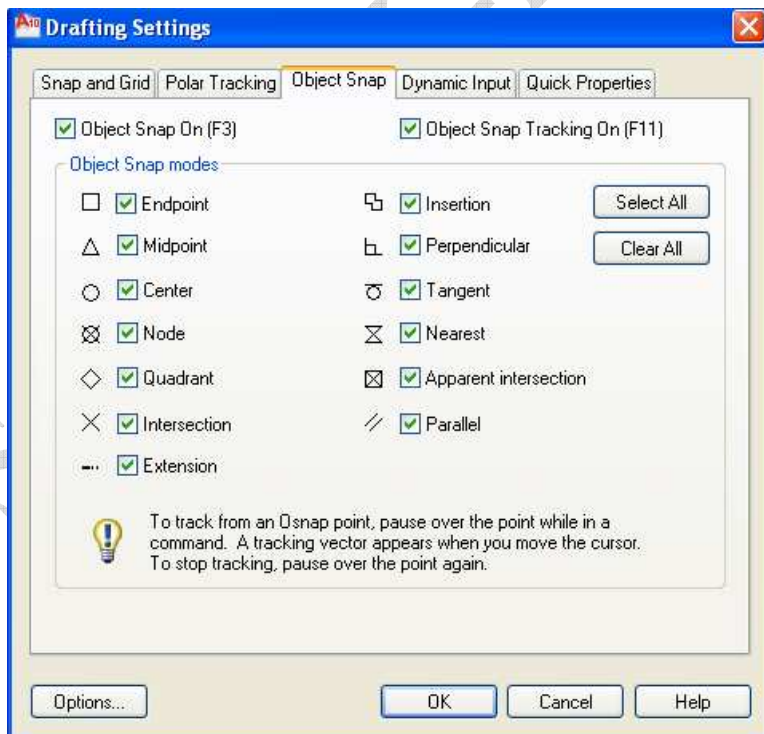 Drafting Settings
Snap and Grid Polar Tracking Object Snap Dynamic Input Quick Properties
Object Snap On (F3) Object Snap Tracking On (F11)
Object Snap modes
Endpoint Insertion Select All
Midpoint Perpendicular Clear All
Center Tangent
Node Nearest
Quadrant Apparent intersection
Intersection Parallel
Extension
To track from an Osnap point, pause over the point while in a
command. A tracking vector appears when you move the cursor.
To stop tracking, pause over the point again.
Options... OK Cancel Help